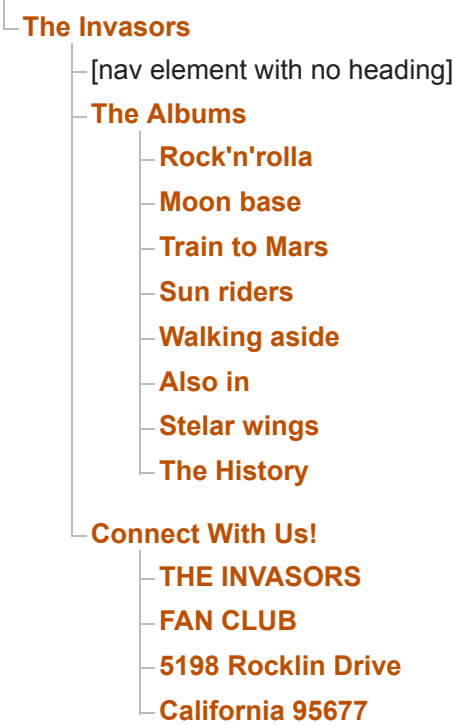 The Invasors
[nav element with no heading]
The Albums
Rock'n'rolla
Moon base
Train to Mars
Sun riders
Walking aside
Also in
Stelar wings
The History
Connect With Us!
THE INVASORS
FAN CLUB
5198 Rocklin Drive
California 95677